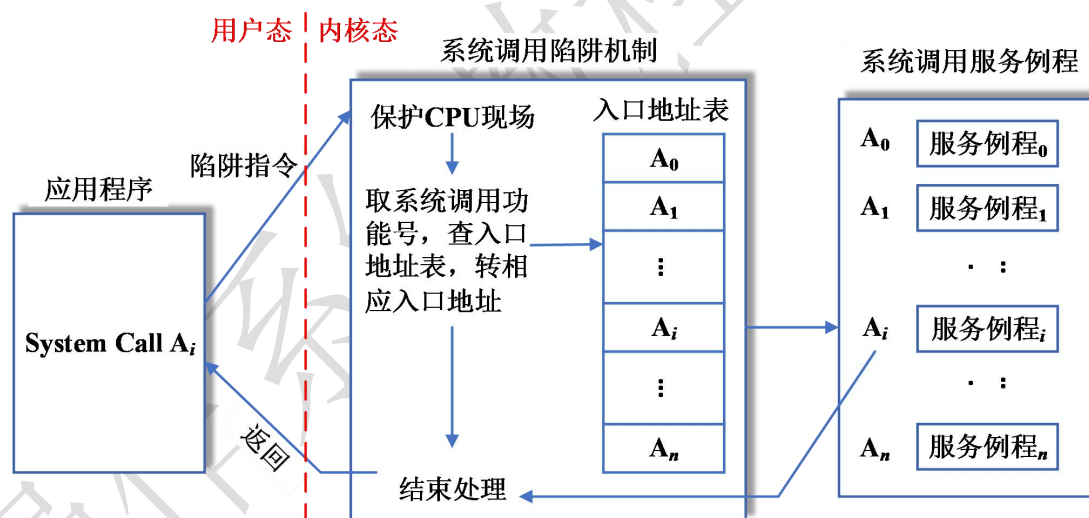 用户态 内核态
系统调用陷阱机制
系统调用服务例程
保护CPU现场
入口地址表
陷阱指令
应用程序
System Call Ai
取系统调用功
能号，查入口
地址表，转相
应入口地址
A0
A1
⋮
Ai
⋮
An
A0 服务例程0
A1 服务例程1
· :
Ai 服务例程i
· :
An 服务例程n
返回
结束处理